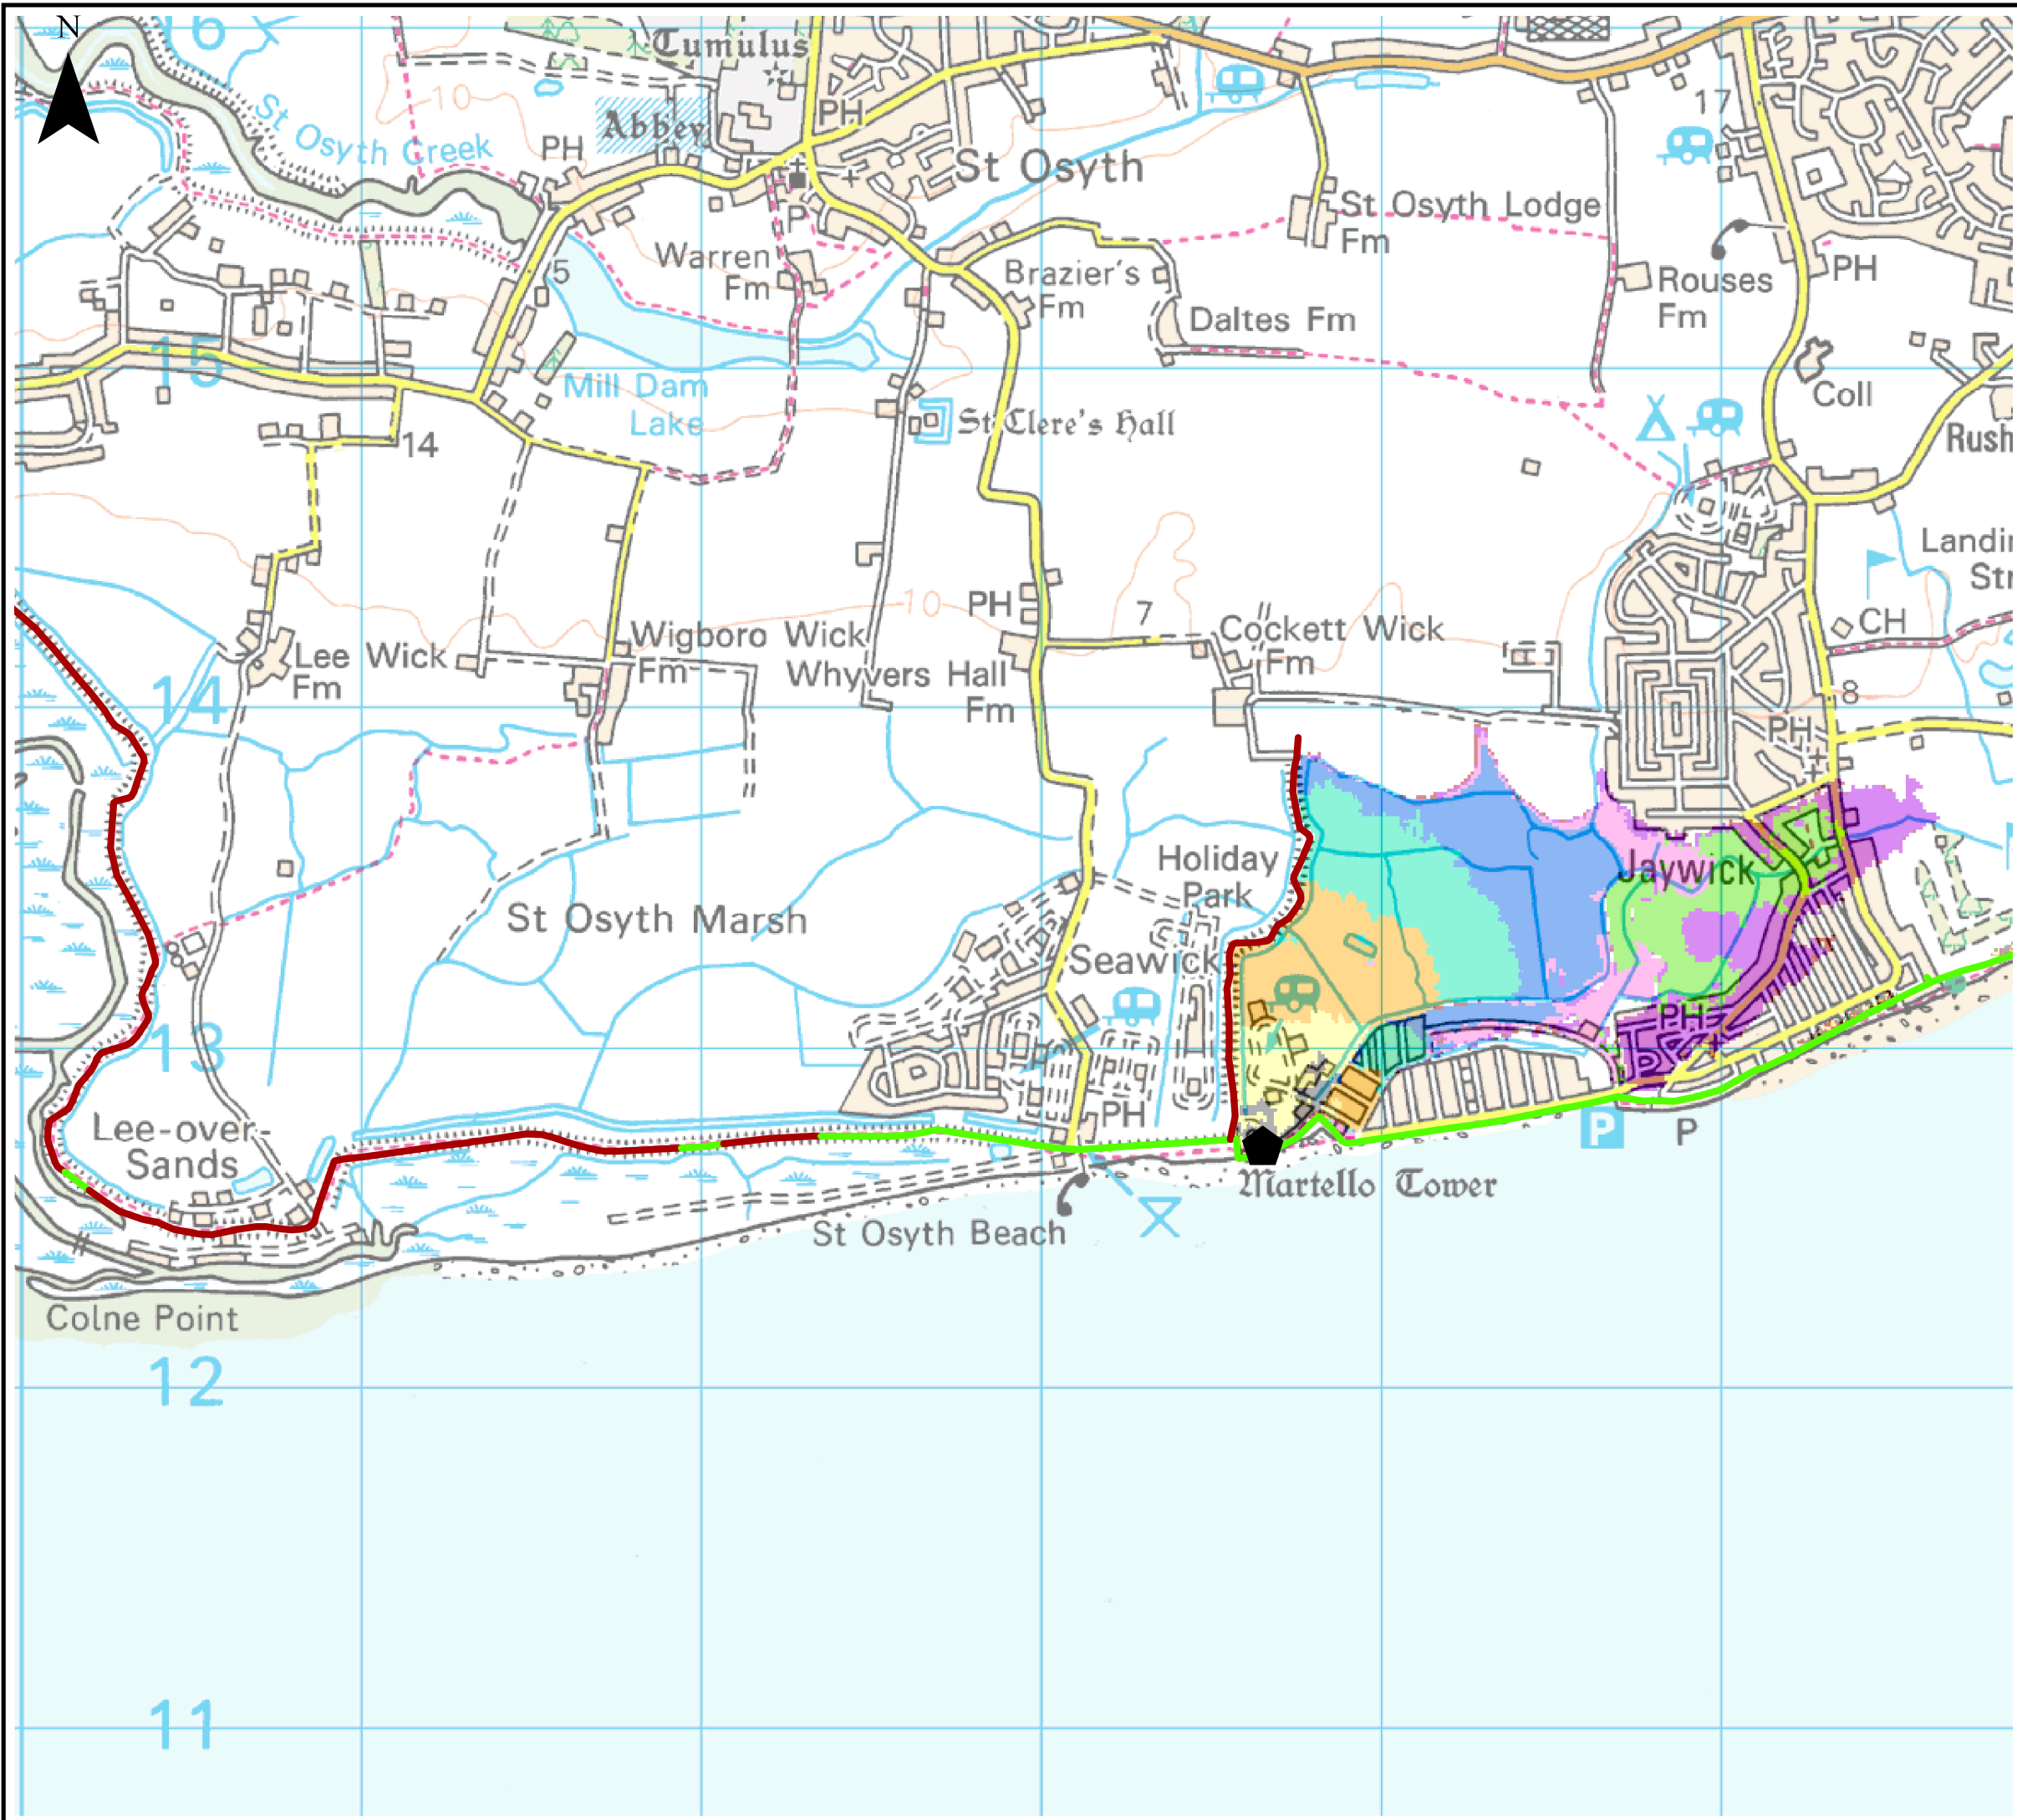 N
16
Tumulus
10
St Osyth Creek
Abbey
PH
PH
17
St Osyth
P
St Osyth Lodge
Fm
Warren
Fm
5
Brazier's
Fm
Rouses
Fm
PH
Daltes Fm
15
Mill Dam
Lake
St Clere's Hall
Coll
Rush
14
Landin
Str
10
PH
7
CH
Cockett Wick
Fm
Wigboro Wick
Fm
Lee Wick
Fm
Whyvers Hall
Fm
14
8
PH
Holiday
Park
Jaywick
St Osyth Marsh
Seawick
13
PH
P
Lee-over-
Sands
PH
P
P
Martello Tower
St Osyth Beach
Colne Point
12
11